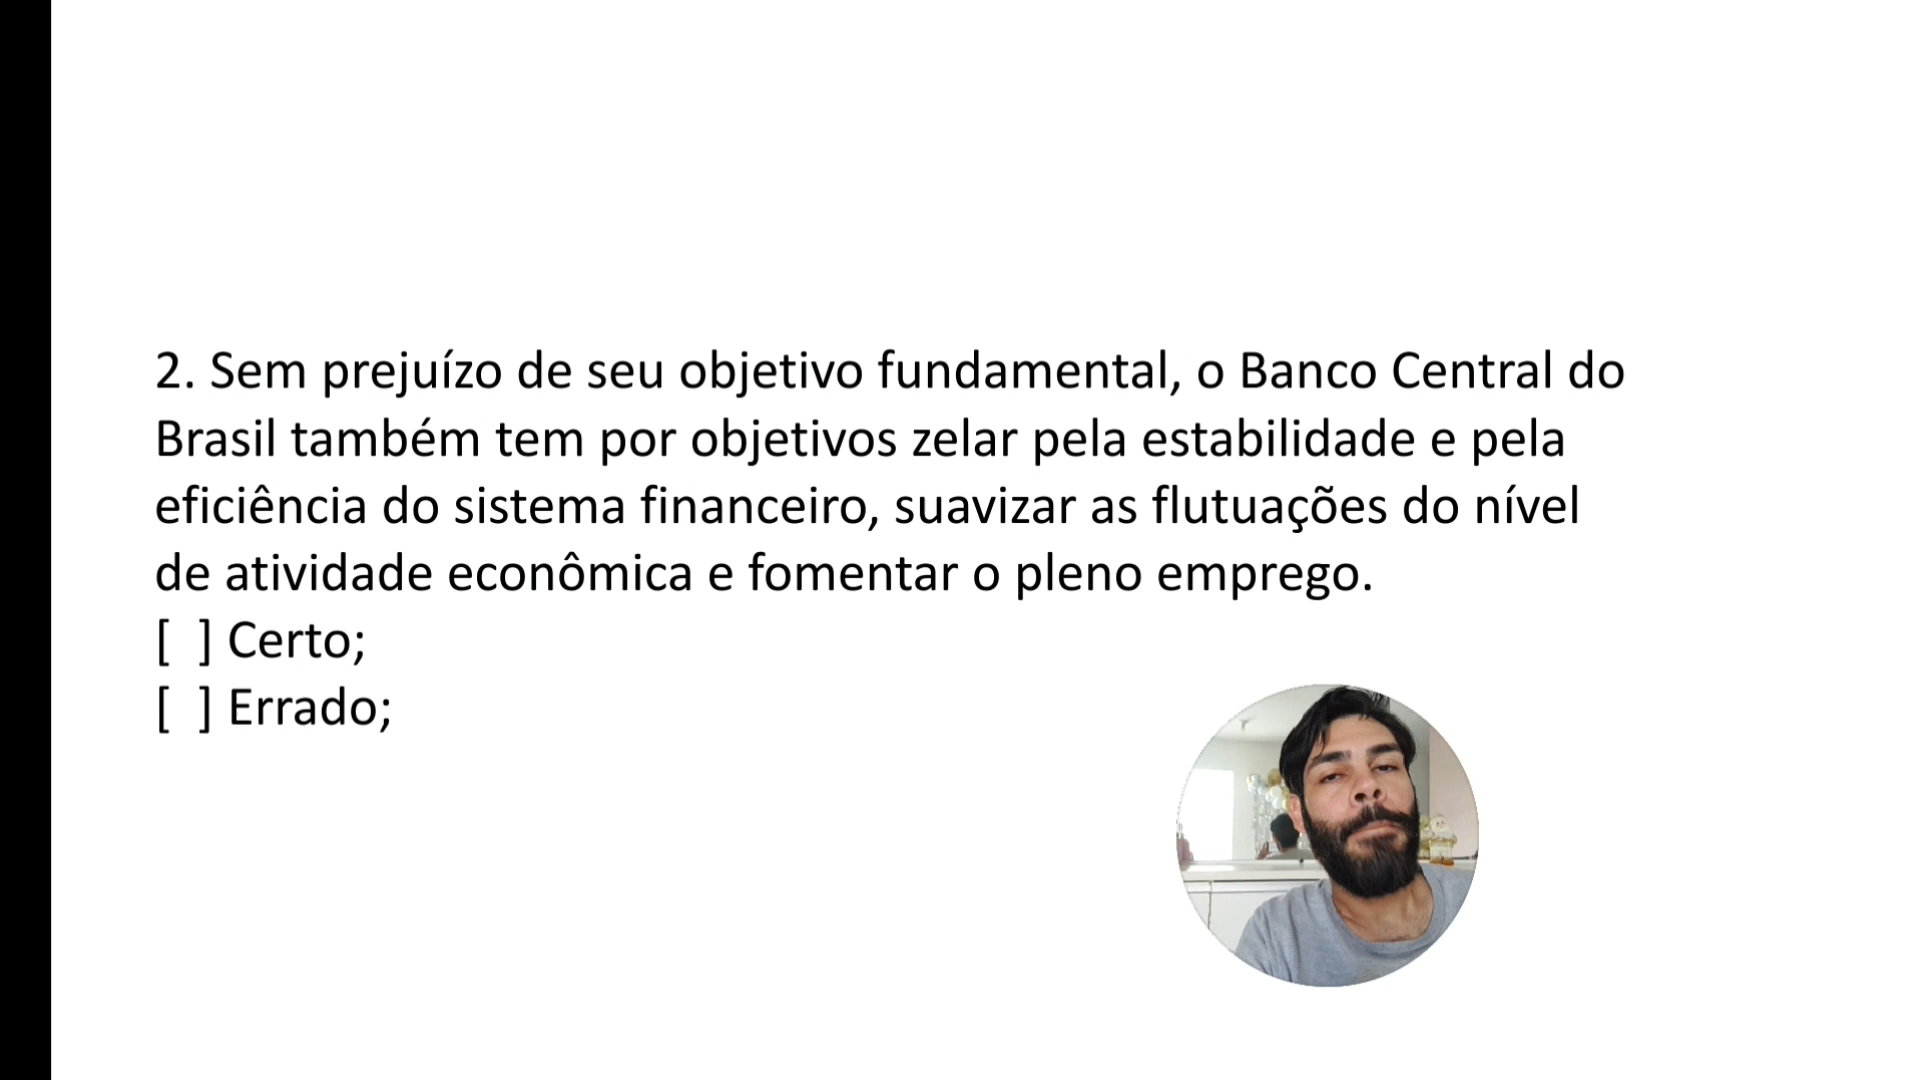 2. Sem prejuízo de seu objetivo fundamental, o Banco Central do
Brasil também tem por objetivos zelar pela estabilidade e pela
eficiência do sistema financeiro, suavizar as flutuações do nível
de atividade econômica e fomentar o pleno emprego.
[  ] Certo;
[  ] Errado;